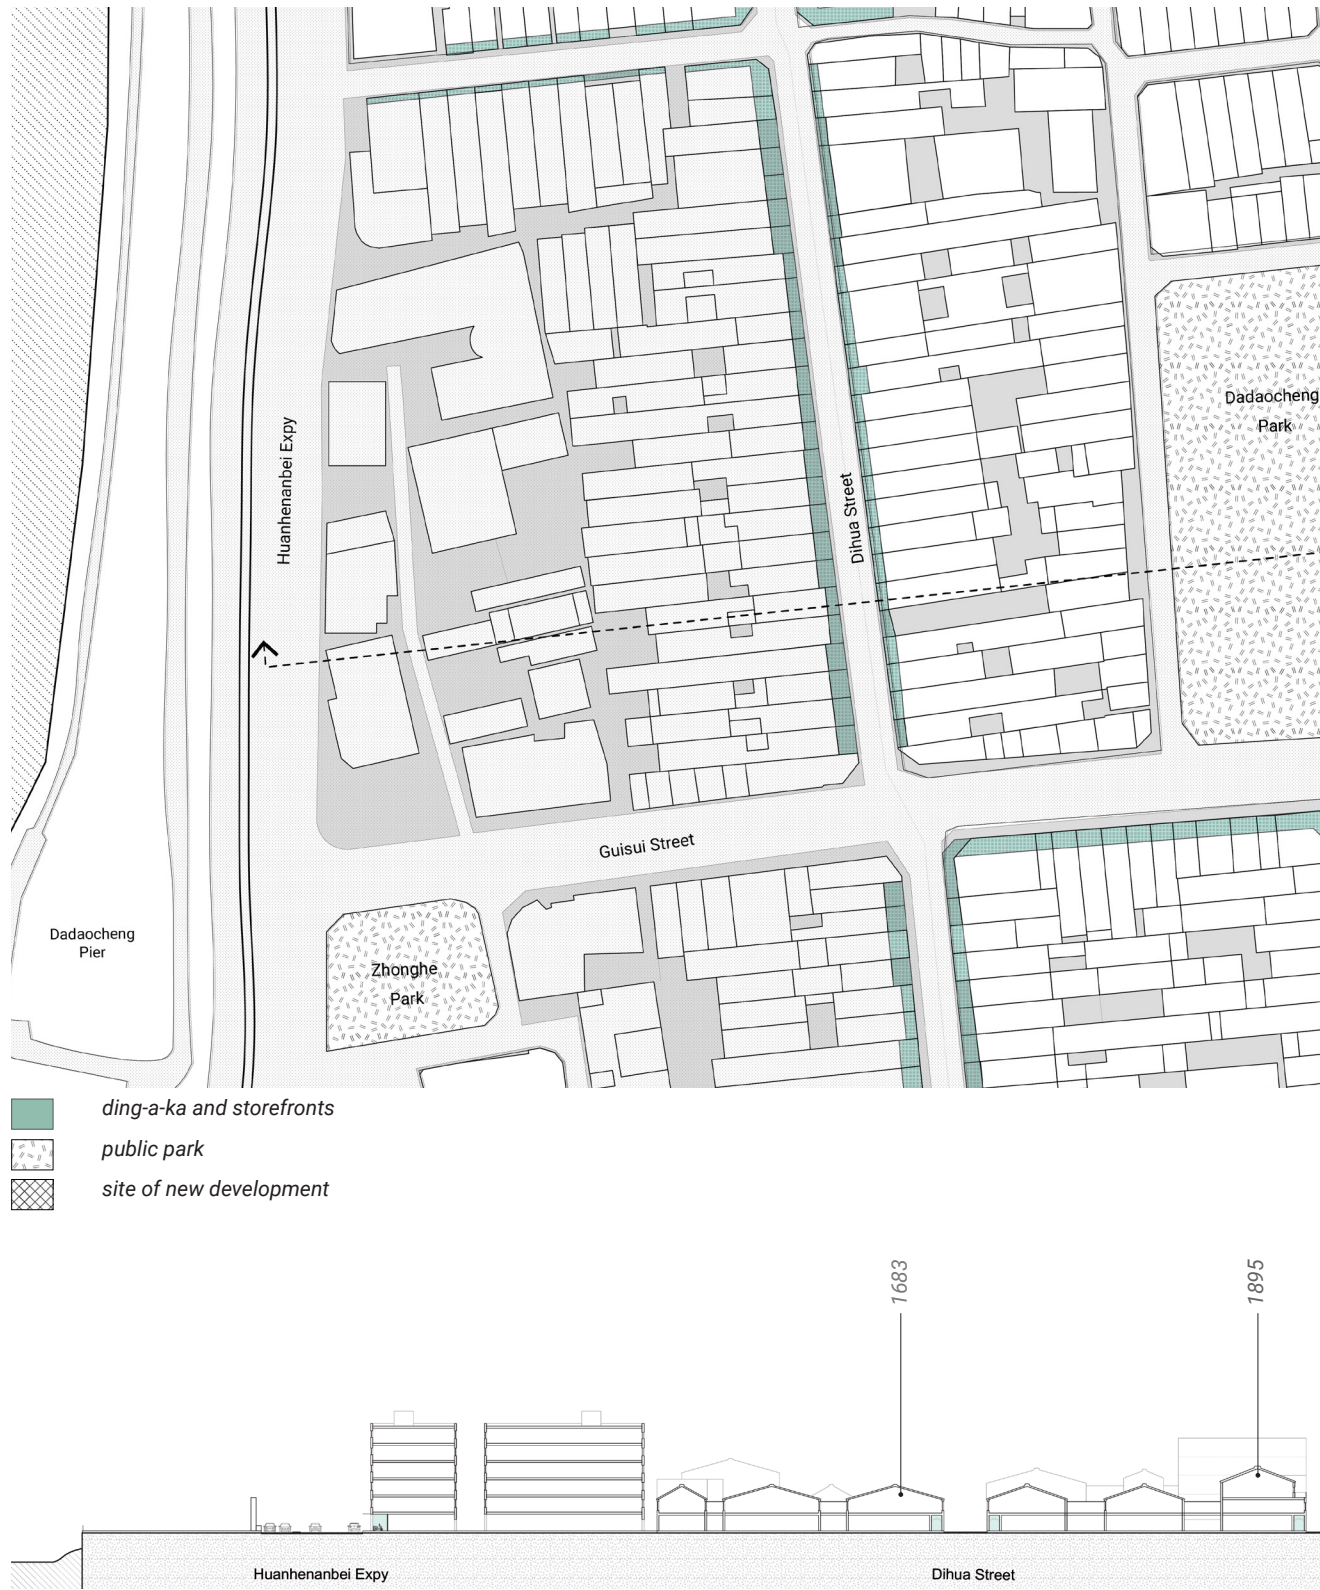 Dadaocheng
Park
Huanhenanbei Expy
Dihua Street
Guisui Street
Dadaocheng
Pier
Zhonghe
Park
ding-a-ka and storefronts
public park
site of new development
1683
1895
Huanhenanbei Expy
Dihua Street